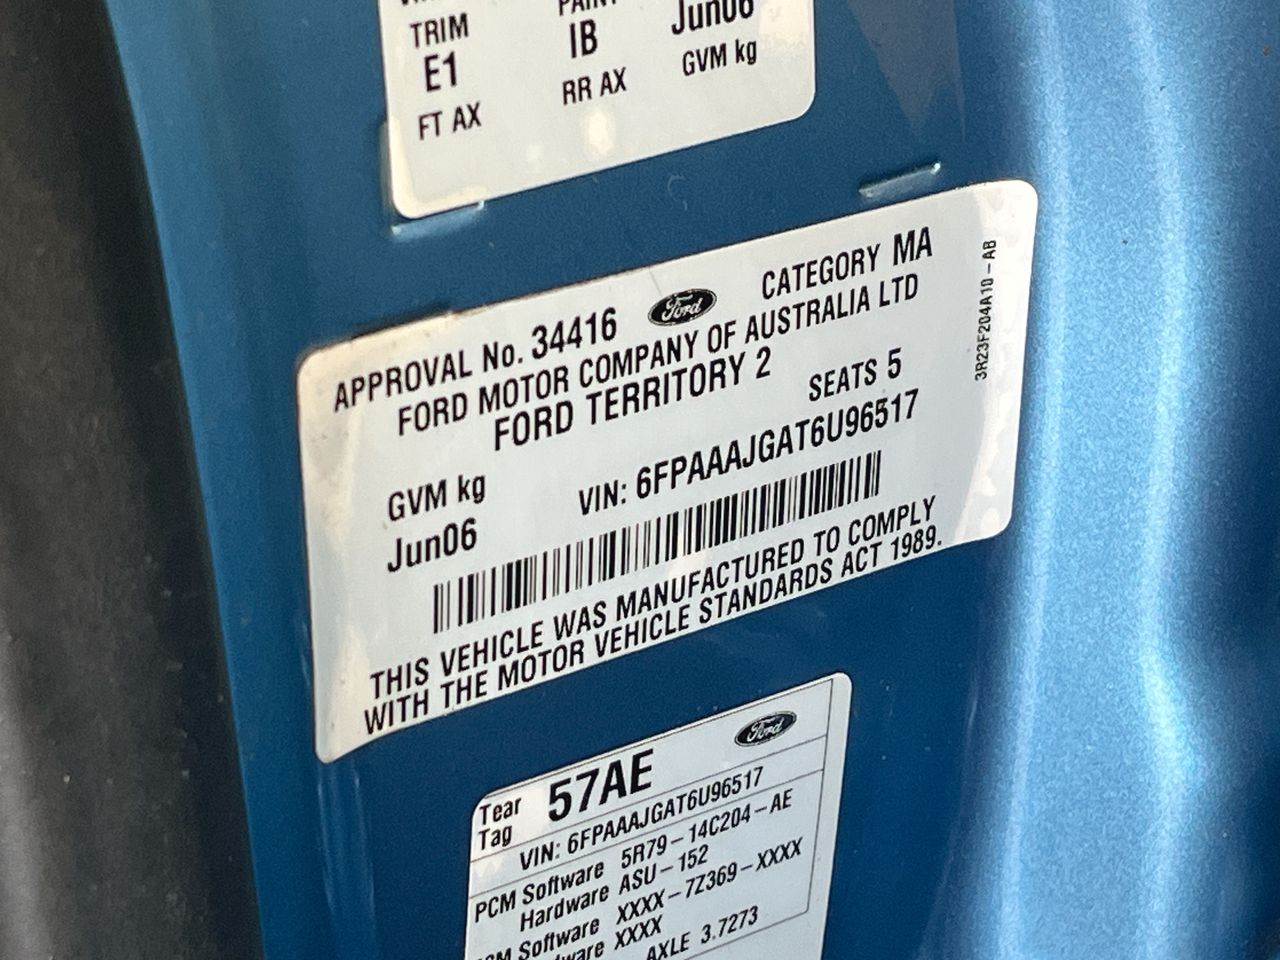 TRIM
E1
IB
Jun06
FT AX
RR AX
GVM kg
APPROVAL No. 34416 Ford CATEGORY MA
FORD MOTOR COMPANY OF AUSTRALIA LTD
FORD TERRITORY 2
SEATS 5
GVM kg
VIN: 6FPAAAJGAT6U96517
Jun06
THIS VEHICLE WAS MANUFACTURED TO COMPLY
WITH THE MOTOR VEHICLE STANDARDS ACT 1989.
3R23F204A10-AB
Tear
Tag
57AE
Ford
VIN: 6FPAAAJGAT6U96517
PCM Software 5R79-14C204-AE
Hardware ASU-152
Software XXXX-7Z369-XXXX
XXXX
AXLE 3.7273